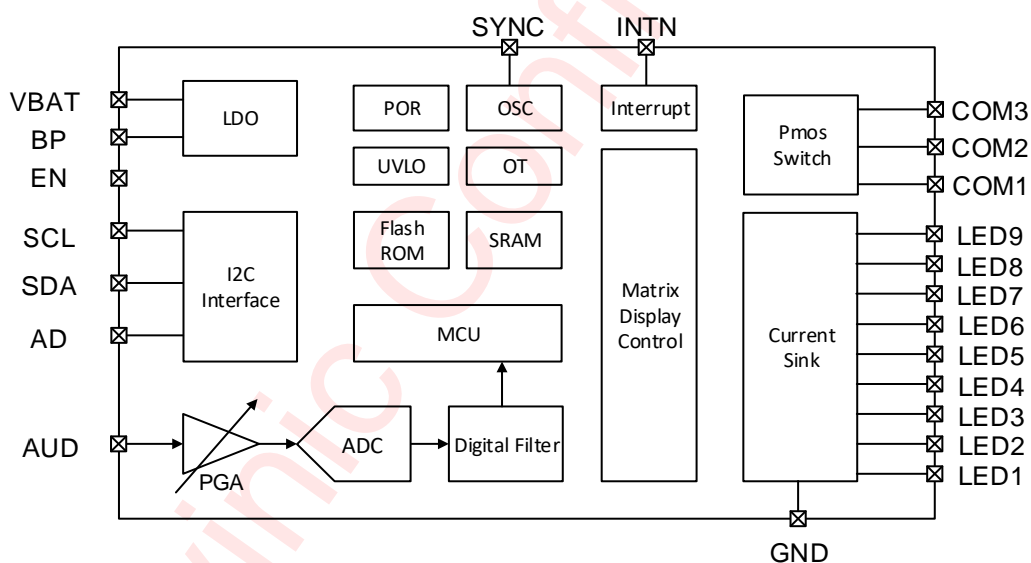 SYNC
INTN
VBAT
BP
EN
SCL
SDA
AD
AUD
LDO
I2C
Interface
POR
OSC
UVLO
OT
Flash
ROM
SRAM
MCU
PGA
ADC
Digital Filter
Interrupt
Matrix
Display
Control
Pmos
Switch
Current
Sink
COM3
COM2
COM1
LED9
LED8
LED7
LED6
LED5
LED4
LED3
LED2
LED1
GND